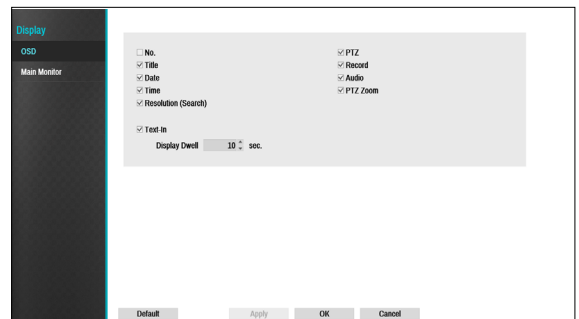 Display
OSD
Main Monitor
No.
Title
Date
Time
Resolution (Search)
PTZ
Record
Audio
PTZ Zoom
Text-In
Display Dwell 10 sec.
Default Apply OK Cancel